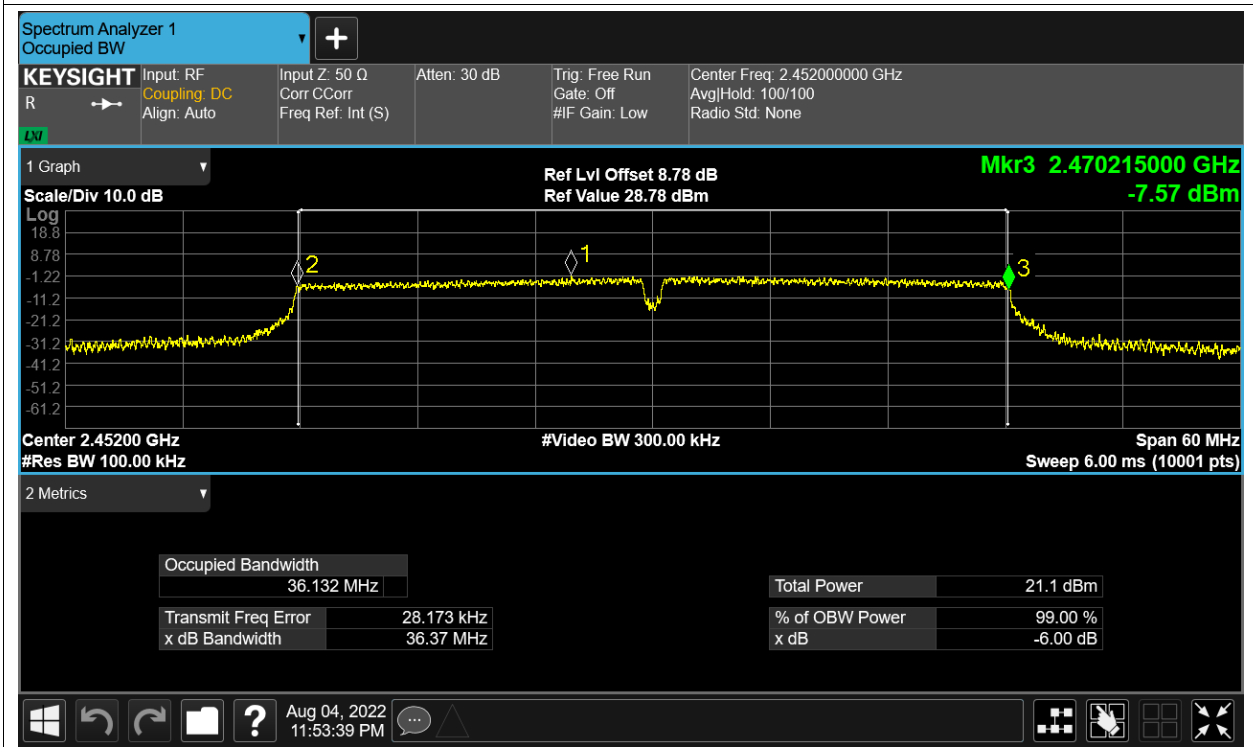 Spectrum Analyzer 1
Occupied BW
KEYSIGHT
R
LXI
Input: RF
Coupling: DC
Align: Auto
Input Z: 50 Ω
Corr CCorr
Freq Ref: Int (S)
Atten: 30 dB
Trig: Free Run
Gate: Off
#IF Gain: Low
Center Freq: 2.452000000 GHz
Avg|Hold: 100/100
Radio Std: None
1 Graph
Scale/Div 10.0 dB
Ref Lvl Offset 8.78 dB
Ref Value 28.78 dBm
Mkr3 2.470215000 GHz
-7.57 dBm
Log
18.8
8.78
-1.22
-11.2
-21.2
-31.2
-41.2
-51.2
-61.2
2
1
3
Center 2.45200 GHz
#Video BW 300.00 kHz
Span 60 MHz
#Res BW 100.00 kHz
Sweep 6.00 ms (10001 pts)
2 Metrics
Occupied Bandwidth
36.132 MHz
Transmit Freq Error 28.173 kHz
x dB Bandwidth 36.37 MHz
Total Power 21.1 dBm
% of OBW Power 99.00 %
x dB -6.00 dB
?
Aug 04, 2022
11:53:39 PM